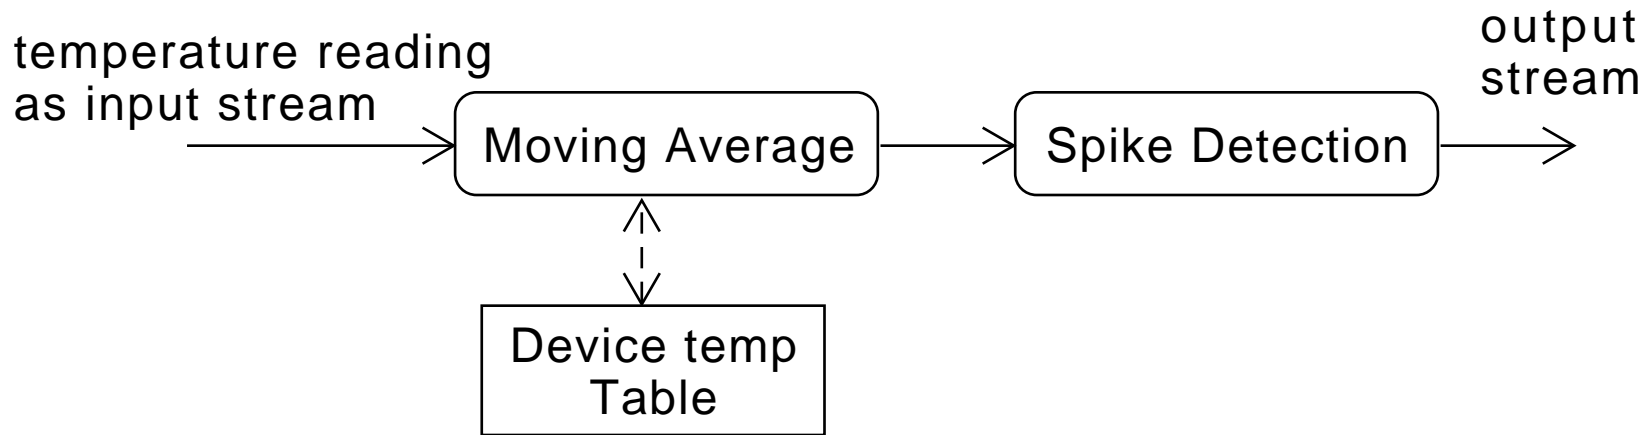 temperature reading
as input stream
Moving Average
Spike Detection
output
stream
Device temp
Table